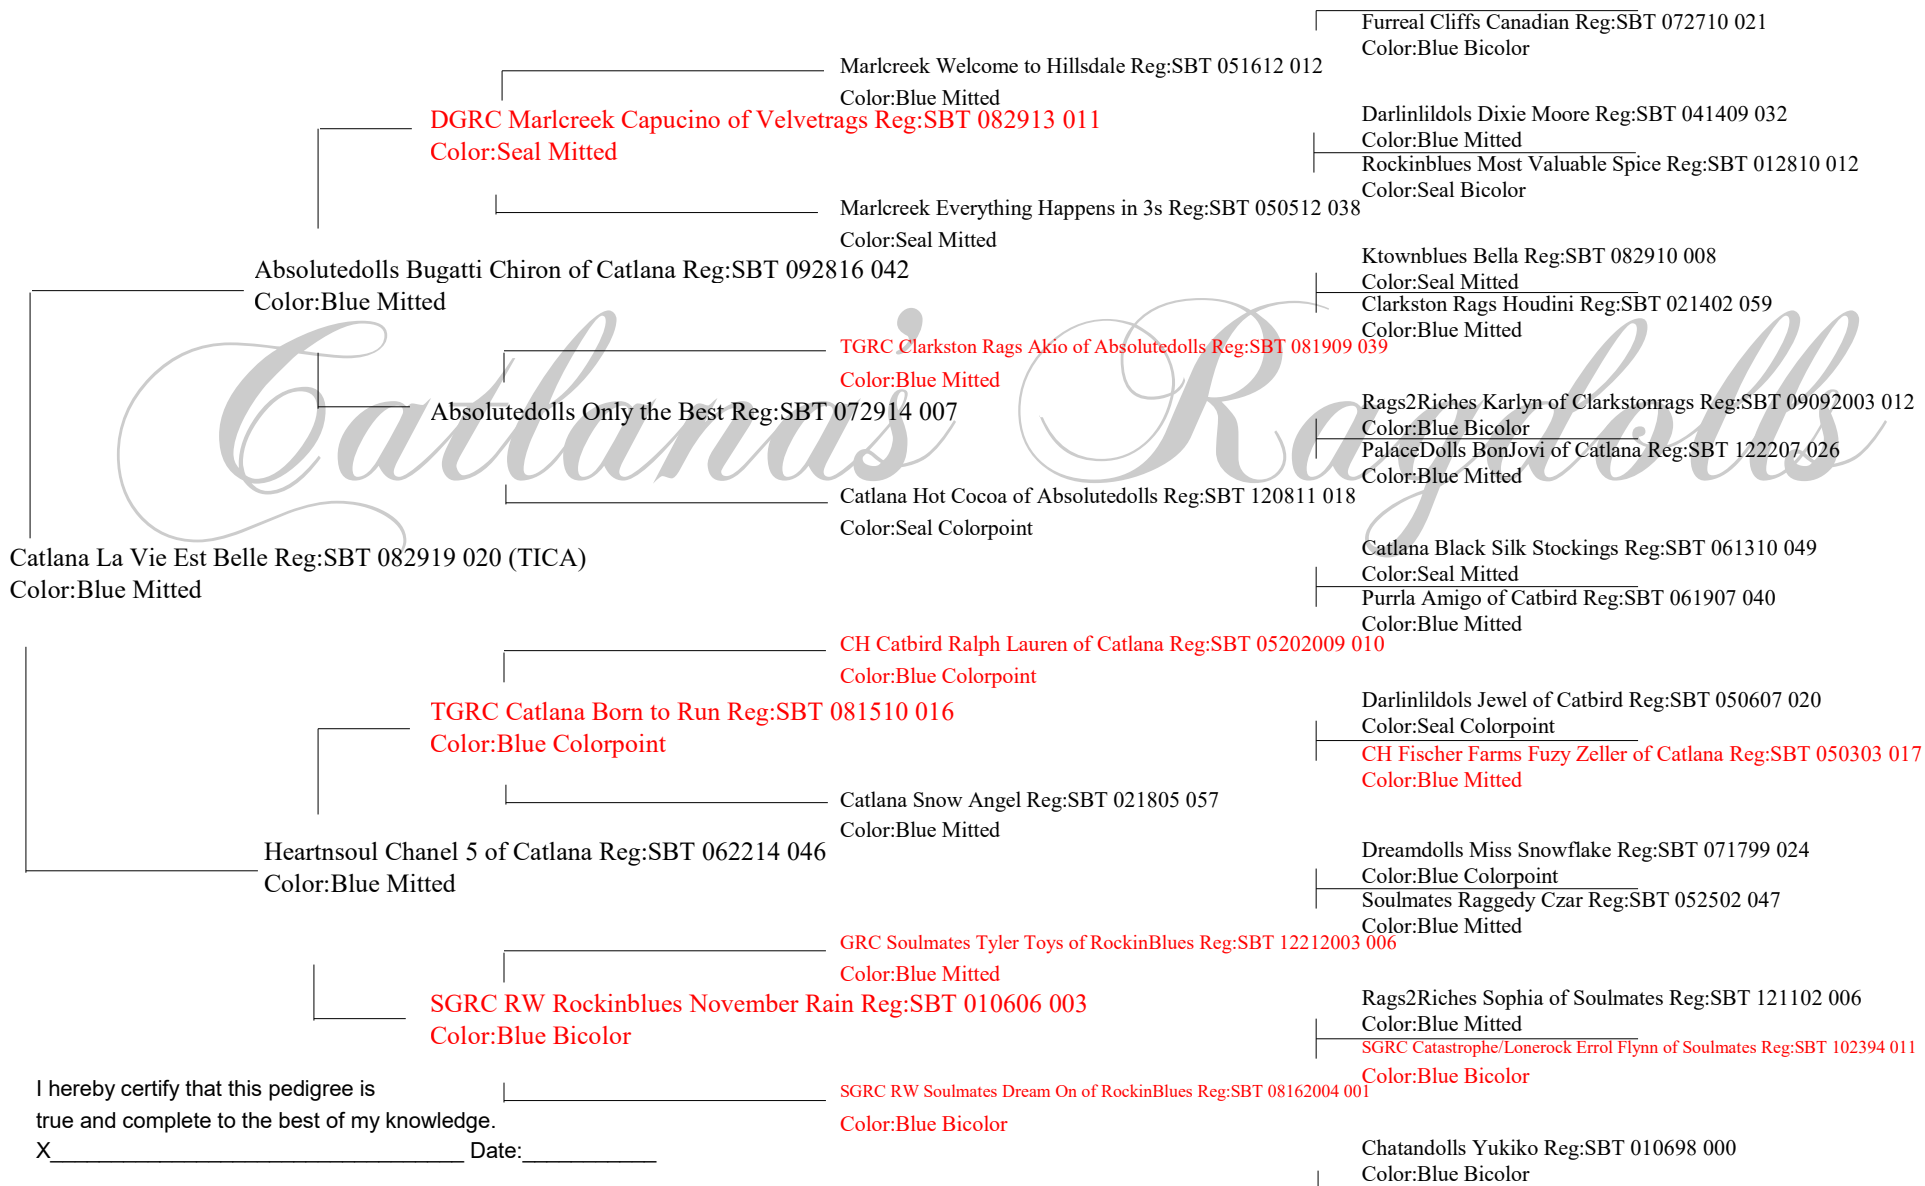 Furreal Cliffs Canadian Reg:SBT 072710 021
Color:Blue Bicolor
Marlcreek Welcome to Hillsdale Reg:SBT 051612 012
Color:Blue Mitted
DGRC Marlcreek Capucino of Velvetrags Reg:SBT 082913 011
Color:Seal Mitted
Darlinlildols Dixie Moore Reg:SBT 041409 032
Color:Blue Mitted
Rockinblues Most Valuable Spice Reg:SBT 012810 012
Color:Seal Bicolor
Marlcreek Everything Happens in 3s Reg:SBT 050512 038
Color:Seal Mitted
Ktownblues Bella Reg:SBT 082910 008
Color:Seal Mitted
Absolutedolls Bugatti Chiron of Catlana Reg:SBT 092816 042
Color:Blue Mitted
Clarkston Rags Houdini Reg:SBT 021402 059
Color:Blue Mitted
TGRC Clarkston Rags Akio of Absolutedolls Reg:SBT 081909 039
Color:Blue Mitted
Catlanas' Ragdolls
Absolutedolls Only the Best Reg:SBT 072914 007
Rags2Riches Karlyn of Clarkstonrags Reg:SBT 09092003 012
Color:Blue Bicolor
PalaceDolls BonJovi of Catlana Reg:SBT 122207 026
Color:Blue Mitted
Catlana Hot Cocoa of Absolutedolls Reg:SBT 120811 018
Color:Seal Colorpoint
Catlana Black Silk Stockings Reg:SBT 061310 049
Color:Seal Mitted
Catlana La Vie Est Belle Reg:SBT 082919 020 (TICA)
Color:Blue Mitted
Purrla Amigo of Catbird Reg:SBT 061907 040
Color:Blue Mitted
CH Catbird Ralph Lauren of Catlana Reg:SBT 05202009 010
Color:Blue Colorpoint
TGRC Catlana Born to Run Reg:SBT 081510 016
Color:Blue Colorpoint
Darlinlildols Jewel of Catbird Reg:SBT 050607 020
Color:Seal Colorpoint
CH Fischer Farms Fuzy Zeller of Catlana Reg:SBT 050303 017
Color:Blue Mitted
Catlana Snow Angel Reg:SBT 021805 057
Color:Blue Mitted
Heartnsoul Chanel 5 of Catlana Reg:SBT 062214 046
Color:Blue Mitted
Dreamdolls Miss Snowflake Reg:SBT 071799 024
Color:Blue Colorpoint
Soulmates Raggedy Czar Reg:SBT 052502 047
Color:Blue Mitted
GRC Soulmates Tyler Toys of RockinBlues Reg:SBT 12212003 006
Color:Blue Mitted
SGRC RW Rockinblues November Rain Reg:SBT 010606 003
Color:Blue Bicolor
Rags2Riches Sophia of Soulmates Reg:SBT 121102 006
Color:Blue Mitted
SGRC Catastrophe/Lonerock Errol Flynn of Soulmates Reg:SBT 102394 011
Color:Blue Bicolor
SGRC RW Soulmates Dream On of RockinBlues Reg:SBT 08162004 001
Color:Blue Bicolor
I hereby certify that this pedigree is
true and complete to the best of my knowledge.
X__________________________________ Date:___________
Chatandolls Yukiko Reg:SBT 010698 000
Color:Blue Bicolor